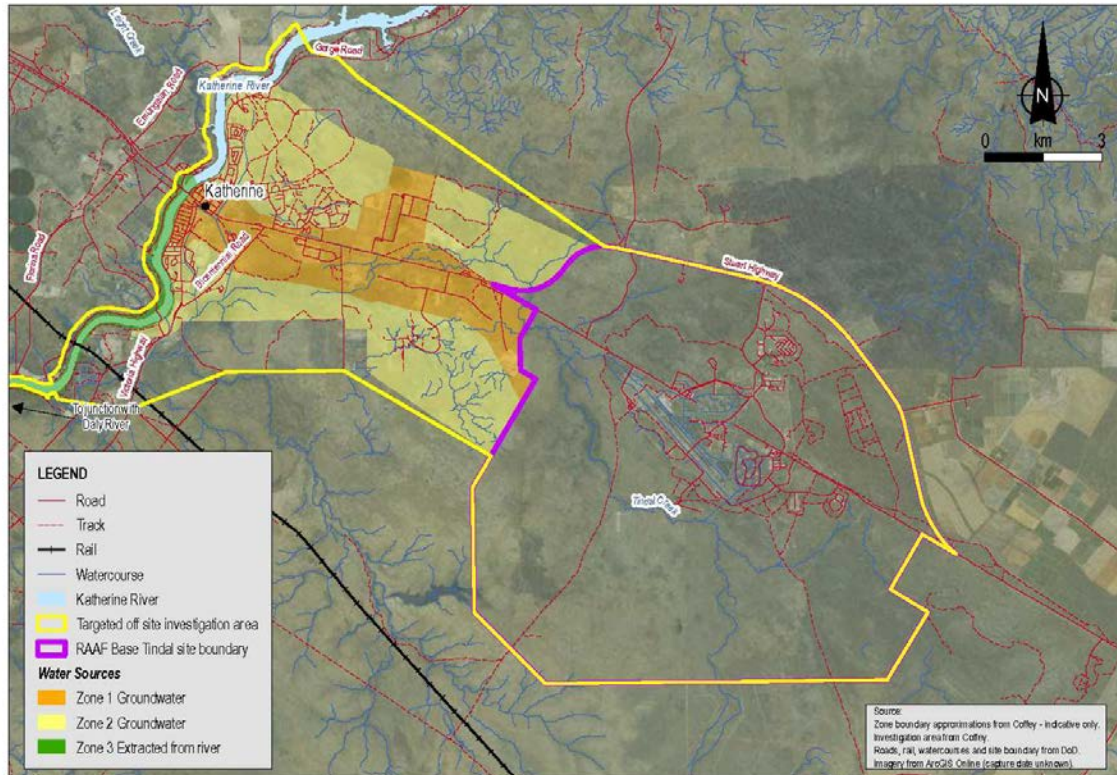 Leight Creek
Gorge Road
Katherine River
Emungalan Road
N
0 km 3
Katherine
Florina Road
Bicentennial Road
Stuart Highway
Victoria Highway
To junction with
Daly River
Tindal Creek
LEGEND
Road
Track
Rail
Watercourse
Katherine River
Targeted off site investigation area
RAAF Base Tindal site boundary
Water Sources
Zone 1 Groundwater
Zone 2 Groundwater
Zone 3 Extracted from river
Source:
Zone boundary approximations from Coffey - indicative only.
Investigation area from Coffey.
Roads, rail, watercourses and site boundary from DoD.
Imagery from ArcGIS Online (capture date unknown).